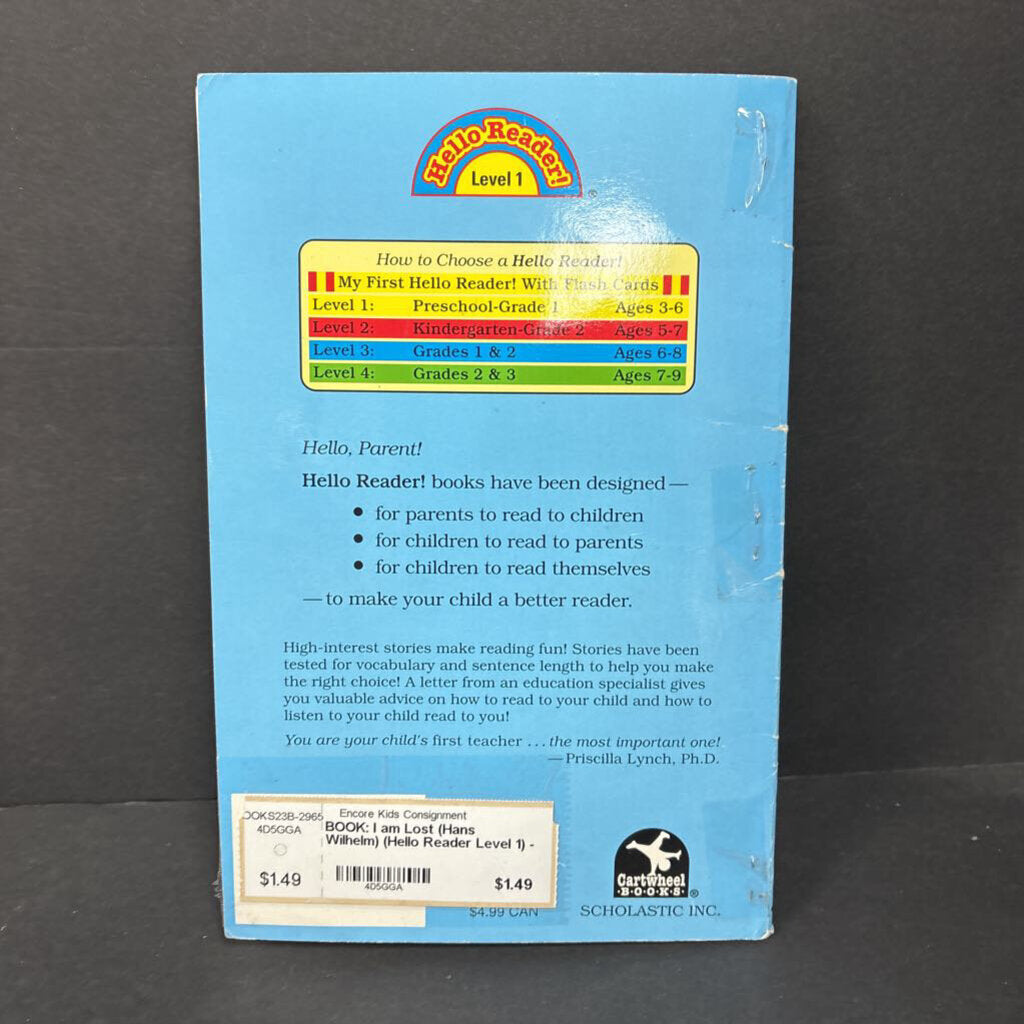 Hello Reader!
Level 1
®
How to Choose a Hello Reader!
My First Hello Reader! With Flash Cards
Level 1: Preschool-Grade 1 Ages 3-6
Level 2: Kindergarten-Grade 2 Ages 5-7
Level 3: Grades 1 & 2 Ages 6-8
Level 4: Grades 2 & 3 Ages 7-9
Hello, Parent!
Hello Reader! books have been designed —
• for parents to read to children
• for children to read to parents
• for children to read themselves
— to make your child a better reader.
High-interest stories make reading fun! Stories have been
tested for vocabulary and sentence length to help you make
the right choice! A letter from an education specialist gives
you valuable advice on how to read to your child and how to
listen to your child read to you!
You are your child's first teacher . . . the most important one!
— Priscilla Lynch, Ph.D.
OOKS23B-2965
4D5GGA
$1.49
Encore Kids Consignment
BOOK: I am Lost (Hans
Wilhelm) (Hello Reader Level 1) -
4D5GGA
$1.49
$4.99 CAN
Cartwheel
·B·O·O·K·S· ®
SCHOLASTIC INC.